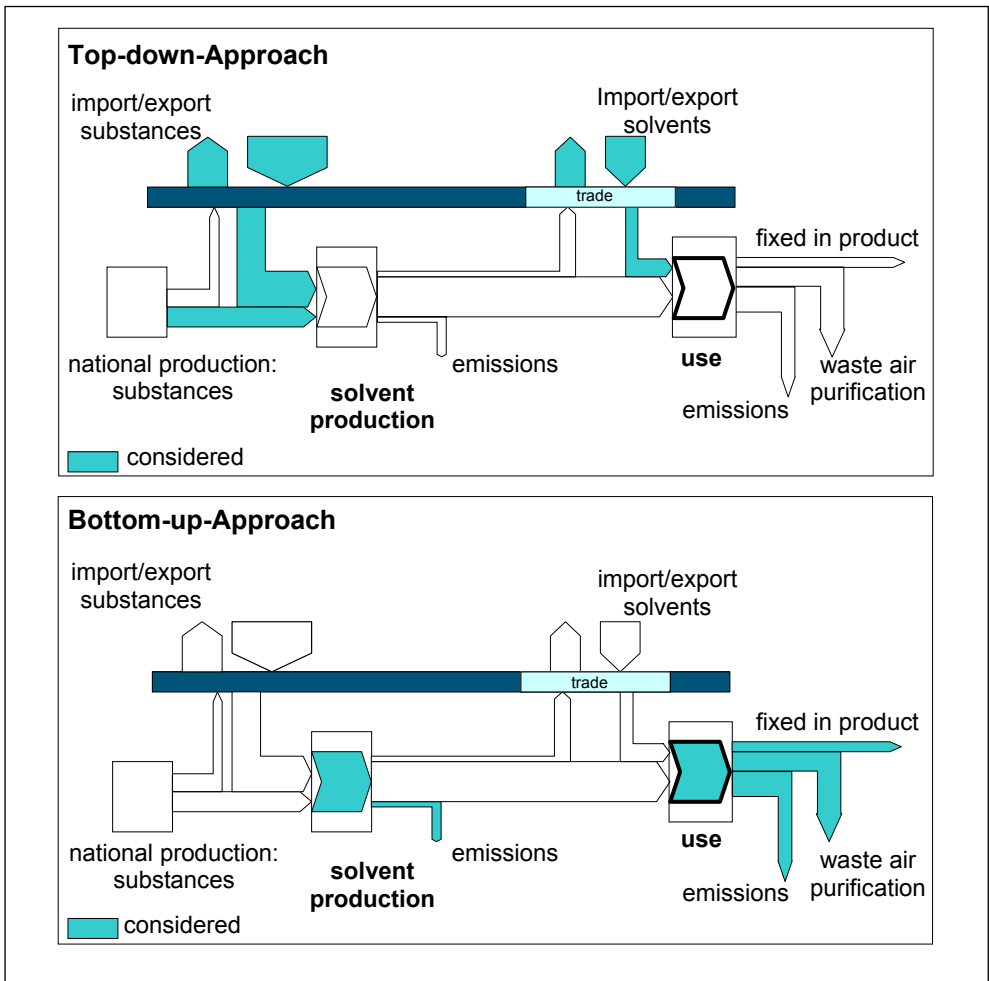 Top-down-Approach
import/export
substances
Import/export
solvents
trade
fixed in product
national production:
substances
emissions
use
waste air
purification
solvent
production
emissions
considered
Bottom-up-Approach
import/export
substances
import/export
solvents
trade
fixed in product
national production:
substances
emissions
use
waste air
purification
solvent
production
emissions
considered